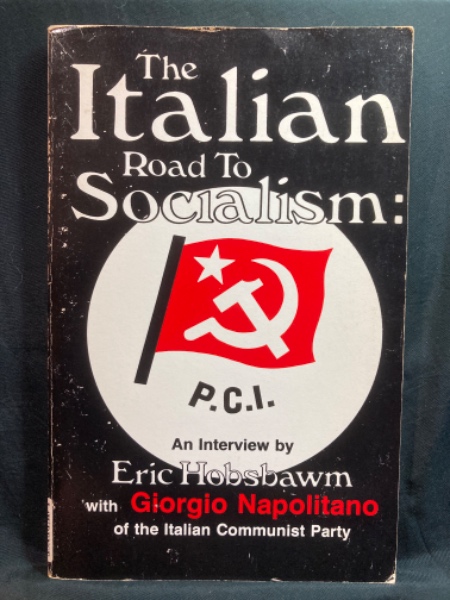 The
Italian
Road To
Socialism:
P.C.I.
An Interview by
Eric Hobsbawm
with Giorgio Napolitano
of the Italian Communist Party